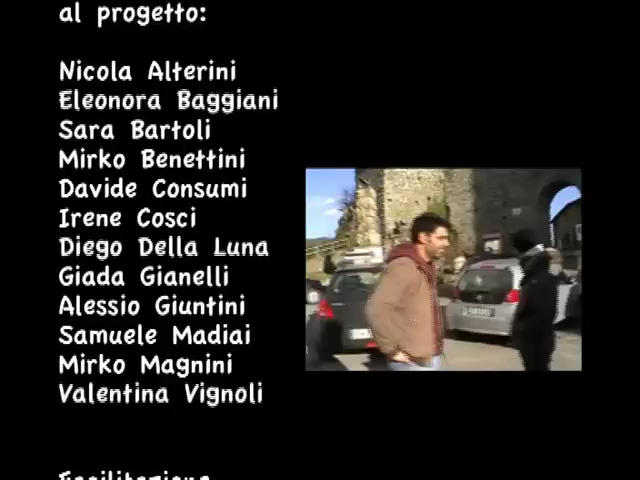 al progetto:
Nicola Alterini
Eleonora Baggiani
Sara Bartoli
Mirko Benettini
Davide Consumi
Irene Cosci
Diego Della Luna
Giada Gianelli
Alessio Giuntini
Samuele Madiai
Mirko Magnini
Valentina Vignoli
Facilitazione